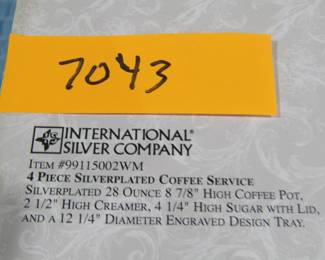 7043
INTERNATIONAL®
SILVER COMPANY
ITEM #99115002WM
4 PIECE SILVERPLATED COFFEE SERVICE
SILVERPLATED 28 OUNCE 8 7/8" HIGH COFFEE POT,
2 1/2" HIGH CREAMER, 4 1/4" HIGH SUGAR WITH LID,
AND A 12 1/4" DIAMETER ENGRAVED DESIGN TRAY.